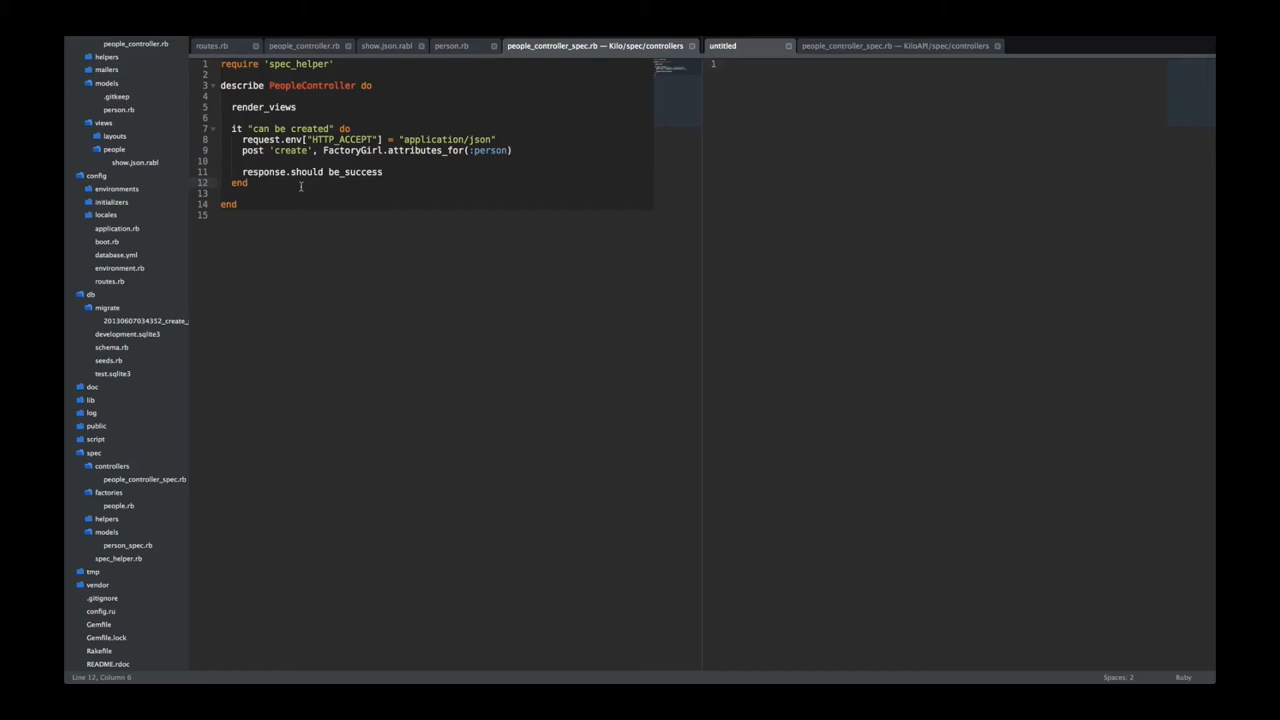 people_controller.rb
helpers
mailers
models
.gitkeep
person.rb
views
layouts
people
show.json.rabl
config
environments
initializers
locales
application.rb
boot.rb
database.yml
environment.rb
routes.rb
db
migrate
20130607034352_create_
development.sqlite3
schema.rb
seeds.rb
test.sqlite3
doc
lib
log
public
script
spec
controllers
people_controller_spec.rb
factories
people.rb
helpers
models
person_spec.rb
spec_helper.rb
tmp
vendor
.gitignore
config.ru
Gemfile
Gemfile.lock
Rakefile
README.rdoc
routes.rb people_controller.rb show.json.rabl person.rb people_controller_spec.rb — Kilo/spec/controllers
1 require 'spec_helper'
2
3 describe PeopleController do
4
5 render_views
6
7 it "can be created" do
8 request.env["HTTP_ACCEPT"] = "application/json"
9 post 'create', FactoryGirl.attributes_for(:person)
10
11 response.should be_success
12 end
13
14 end
15
untitled people_controller_spec.rb — KiloAPI/spec/controllers
1
Line 12, Column 6 Spaces: 2 Ruby